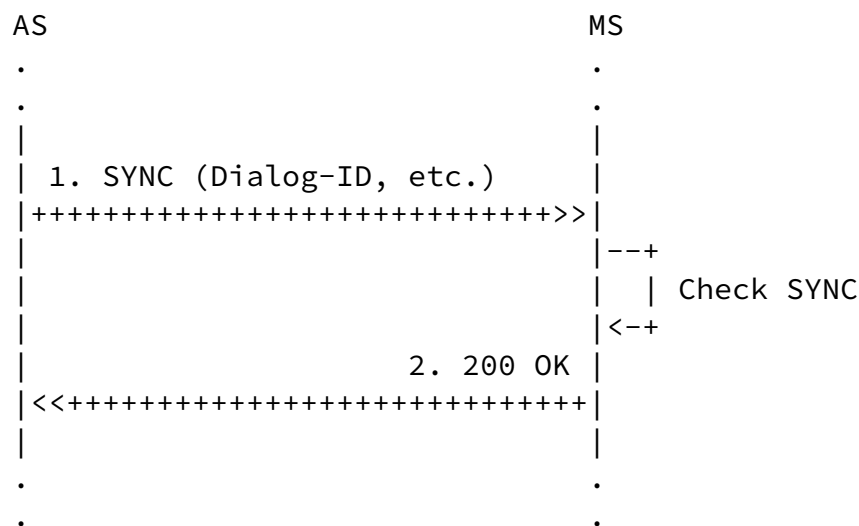 AS MS
. .
. .
| |
| 1. SYNC (Dialog-ID, etc.) |
|+++++++++++++++++++++++++++++>>|
| |--+
| | | Check SYNC
| |<-+
| 2. 200 OK |
|<<+++++++++++++++++++++++++++++|
| |
. .
. .